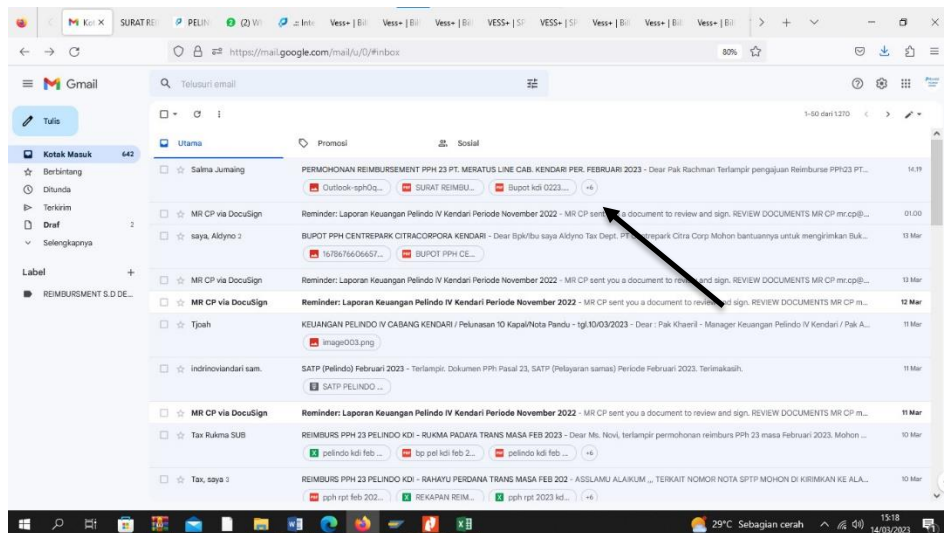 M Kot X
SURAT RE
PELIN
(2) W
Inte
Vess+ | Bil
Vess+ | Bil
Vess+ | Bil
VESS+ | SP
VESS+ | SP
Vess+ | Bil
Vess+ | Bil
Vess+ | Bil
https://mail.google.com/mail/u/0/#inbox
80%
Gmail
Telusuri email
Tulis
1-50 dari 1.270
Utama
Promosi
Sosial
Kotak Masuk 642
Berbintang
Ditunda
Terkirim
Draf 2
Selengkapnya
Label +
REIMBURSMENT S.D DE...
Salma Jumaing PERMOHONAN REIMBURSEMENT PPH 23 PT. MERATUS LINE CAB. KENDARI PER. FEBRUARI 2023 - Dear Pak Rachman Terlampir pengajuan Reimburse PPH23 PT... 14.19
Outlook-sph0q... SURAT REIMBU... Bupot kdi 0223.... +6
MR CP via DocuSign Reminder: Laporan Keuangan Pelindo IV Kendari Periode November 2022 - MR CP sent a document to review and sign. REVIEW DOCUMENTS MR CP mr.cp@... 01.00
saya, Aldyno 2 BUPOT PPH CENTREPARK CITRACORPORA KENDARI - Dear Bpk/Ibu saya Aldyno Tax Dept. PT Centrepark Citra Corp Mohon bantuannya untuk mengirimkan Buk... 13 Mar
1678676606657... BUPOT PPH CE...
MR CP via DocuSign Reminder: Laporan Keuangan Pelindo IV Kendari Periode November 2022 - MR CP sent you a document to review and sign. REVIEW DOCUMENTS MR CP mr.cp@... 13 Mar
MR CP via DocuSign Reminder: Laporan Keuangan Pelindo IV Kendari Periode November 2022 - MR CP sent you a document to review and sign. REVIEW DOCUMENTS MR CP m... 12 Mar
Tjoah KEUANGAN PELINDO IV CABANG KENDARI / Pelunasan 10 Kapal/Nota Pandu - tgl.10/03/2023 - Dear : Pak Khaeril - Manager Keuangan Pelindo IV Kendari / Pak A... 11 Mar
image003.png
indrinoviandari sam. SATP (Pelindo) Februari 2023 - Terlampir. Dokumen PPh Pasal 23, SATP (Pelayaran samas) Periode Februari 2023. Terimakasih. 11 Mar
SATP PELINDO ...
MR CP via DocuSign Reminder: Laporan Keuangan Pelindo IV Kendari Periode November 2022 - MR CP sent you a document to review and sign. REVIEW DOCUMENTS MR CP m... 11 Mar
Tax Rukma SUB REIMBURS PPH 23 PELINDO KDI - RUKMA PADAYA TRANS MASA FEB 2023 - Dear Ms. Novi, terlampir permohonan reimburs PPh 23 masa Februari 2023. Mohon ... 10 Mar
pelindo kdi feb ... bp pel kdi feb 2... pelindo kdi feb ... +6
Tax, saya 3 REIMBURS PPH 23 PELINDO KDI - RAHAYU PERDANA TRANS MASA FEB 202 - ASSLAMU ALAIKUM ,,, TERKAIT NOMOR NOTA SPTP MOHON DI KIRIMKAN KE ALA... 10 Mar
pph rpt feb 202... REKAPAN REIM... pph rpt 2023 kd... +6
29°C Sebagian cerah
15:18
14/03/2023